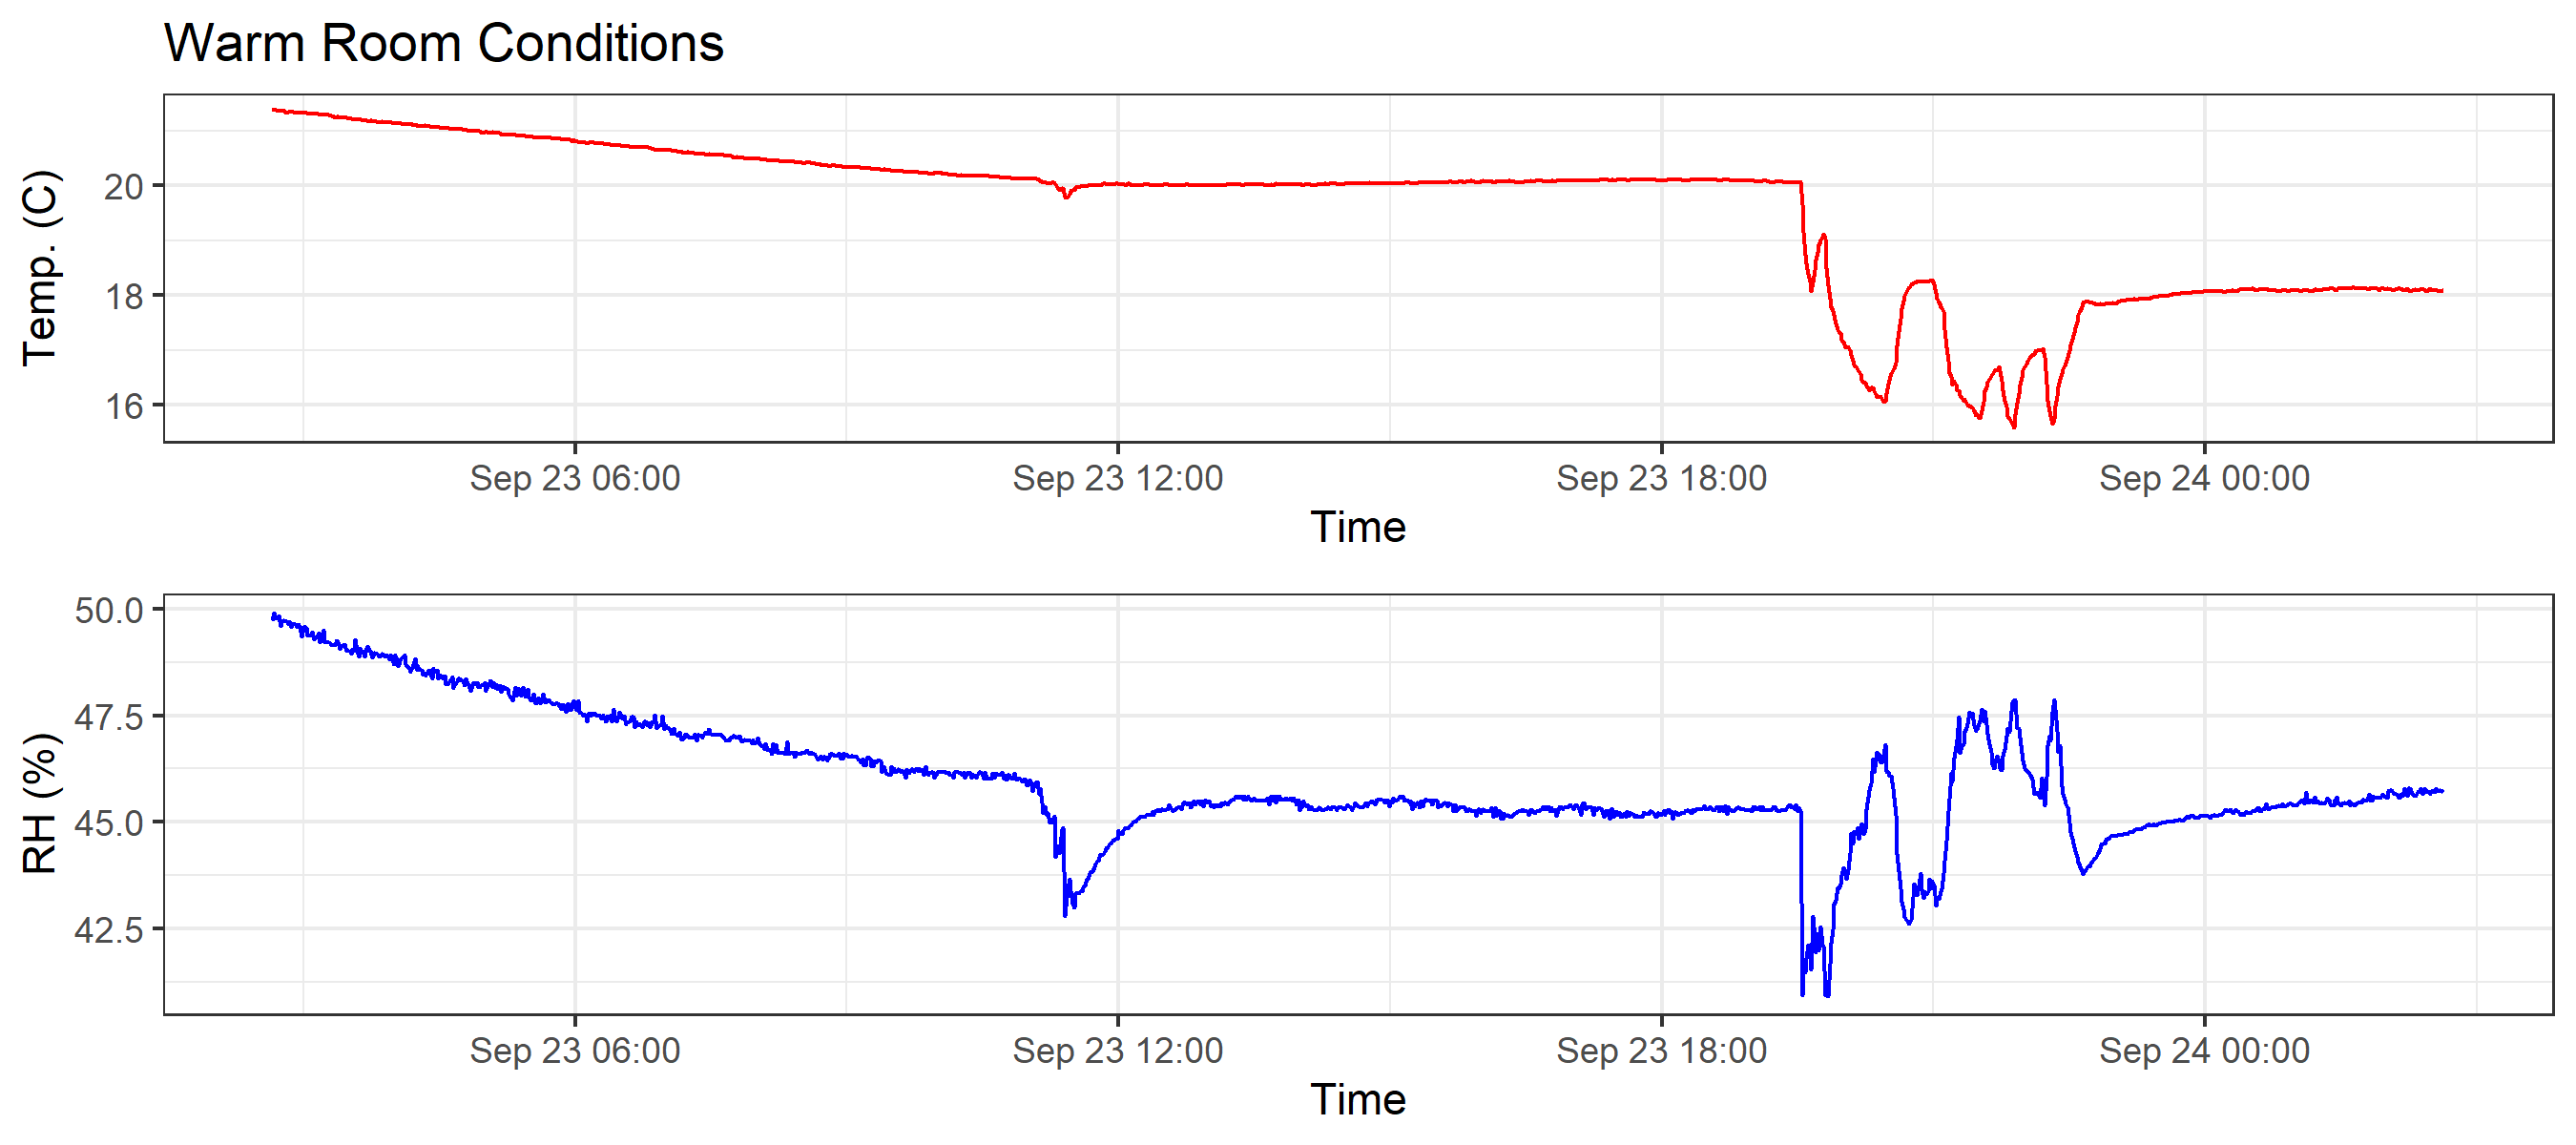 Warm Room Conditions
Temp. (C)
20
18
16
Sep 23 06:00 Sep 23 12:00 Sep 23 18:00 Sep 24 00:00
Time
RH (%)
50.0
47.5
45.0
42.5
Sep 23 06:00 Sep 23 12:00 Sep 23 18:00 Sep 24 00:00
Time